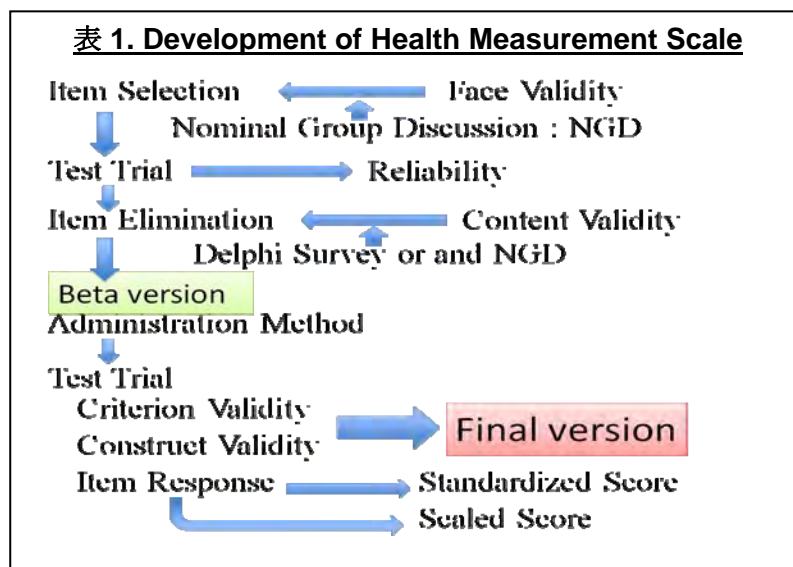 表 1. Development of Health Measurement Scale
Item Selection Face Validity
Nominal Group Discussion : NGD
Test Trial Reliability
Item Elimination Content Validity
Delphi Survey or and NGD
Beta version
Administration Method
Test Trial
Criterion Validity
Construct Validity
Final version
Item Response Standardized Score
Scaled Score